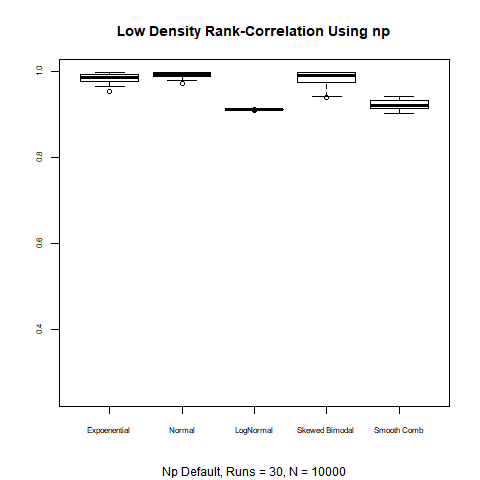 Low Density Rank-Correlation Using np
1.0
0.8
0.6
0.4
Expoenential Normal LogNormal Skewed Bimodal Smooth Comb
Np Default, Runs = 30, N = 10000